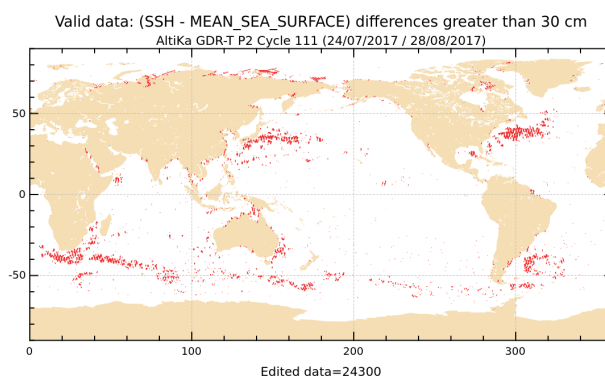 Valid data: (SSH - MEAN_SEA_SURFACE) differences greater than 30 cm
AltiKa GDR-T P2 Cycle 111 (24/07/2017 / 28/08/2017)
50
0
-50
0 100 200 300
Edited data=24300